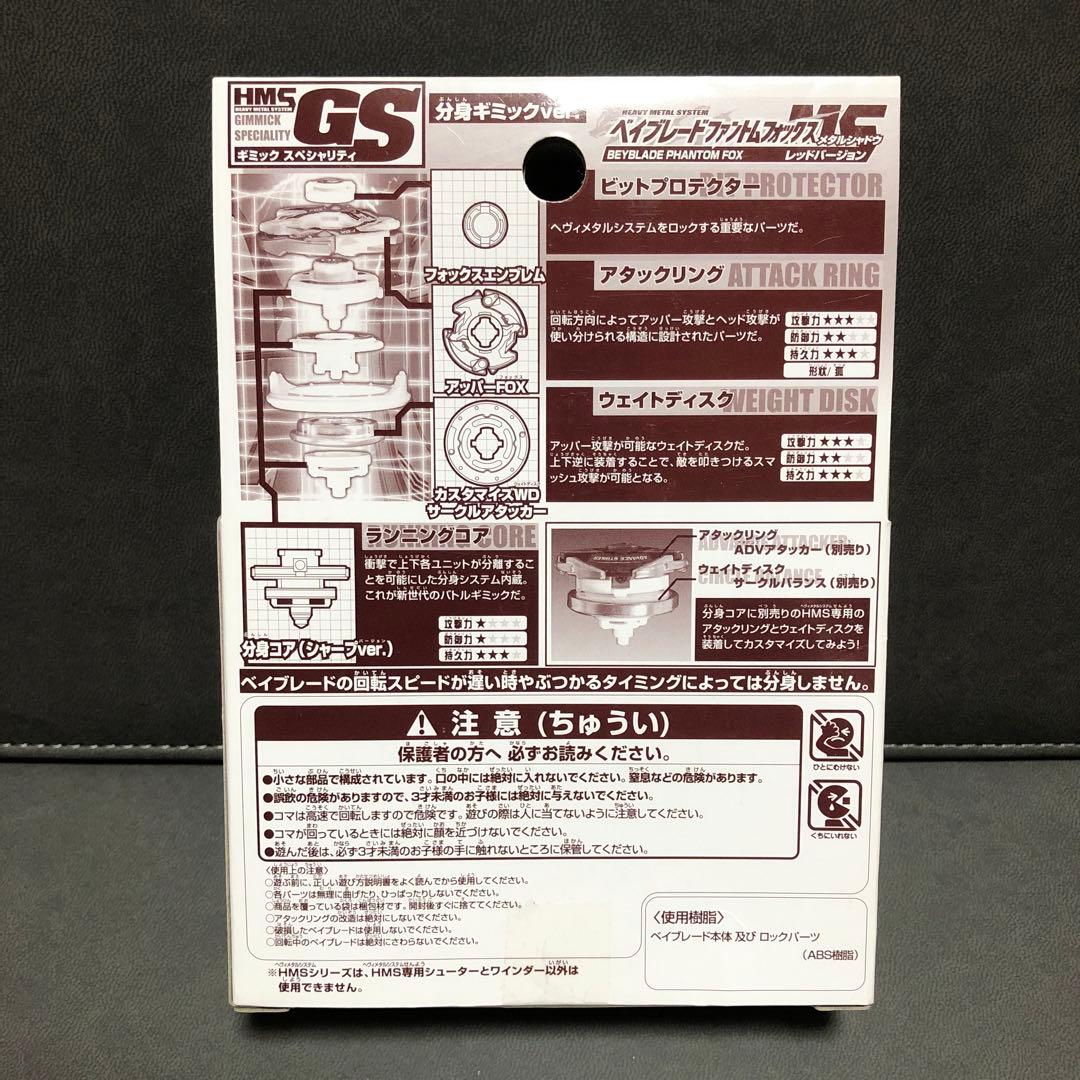 HMS
HEAVY METAL SYSTEM
GIMMICK
SPECIALITY
GS
ギミック スペシャリティ
分身ギミックver.
HEAVY METAL SYSTEM
ベイブレードファントムフォックスMS
メタルシャドウ
BEYBLADE PHANTOM FOX
レッドバージョン
ビットプロテクター
BIT PROTECTOR
ヘヴィメタルシステムをロックする重要なパーツだ。
フォックスエンブレム
アタックリング ATTACK RING
回転方向によってアッパー攻撃とヘッド攻撃が
使い分けられる構造に設計されたパーツだ。
攻撃力 ★★★★★
防御力 ★★★★★
持久力 ★★★★★
形状/ 狐
アッパーFOX
ウェイトディスク WEIGHT DISK
アッパー攻撃が可能なウェイトディスクだ。
上下逆に装着することで、敵を叩きつけるスマ
ッシュ攻撃が可能となる。
攻撃力 ★★★★★
防御力 ★★★★★
持久力 ★★★★★
カスタマイズWD
サークルアタッカー
ランニングコア
RUNNING CORE
衝撃で上下各ユニットが分離するこ
とを可能にした分身システム内蔵。
これが新世代のバトルギミックだ。
攻撃力 ★★★★★
防御力 ★★★★★
持久力 ★★★★★
分身コア(シャープver.)
ADVANCE STRIKER
アタックリング
ADVアタッカー(別売り)
ウェイトディスク
サークルバランス(別売り)
CIRCLE BALANCE
分身コアに別売りのHMS専用の
アタックリングとウェイトディスクを
装着してカスタマイズしてみよう!
ベイブレードの回転スピードが遅い時やぶつかるタイミングによっては分身しません。
注意(ちゅうい)
保護者の方へ 必ずお読みください。
●小さな部品で構成されています。口の中には絶対に入れないでください。窒息などの危険があります。
●誤飲の危険がありますので、3才未満のお子様には絶対に与えないでください。
●コマは高速で回転しますので危険です。遊びの際は人に当てないように注意してください。
●コマが回っているときには絶対に顔を近づけないでください。
●遊んだ後は、必ず3才未満のお子様の手に触れないところに保管してください。
ひとにむけない
くちにいれない
〈使用上の注意〉
○遊ぶ前に、正しい遊び方説明書をよく読んでから使用してください。
○各パーツは無理に曲げたり、ひっぱったりしないでください。
○商品を覆っている袋は梱包材です。開封後すぐに捨ててください。
○アタックリングの改造は絶対にしないでください。
○破損したベイブレードは使用しないでください。
○回転中のベイブレードは絶対にさわらないでください。
※HMSシリーズは、HMS専用シューターとワインダー以外は
使用できません。
〈使用樹脂〉
ベイブレード本体 及び ロックパーツ
(ABS樹脂)